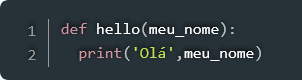 1 def hello(meu_nome):
2   print('Olá',meu_nome)